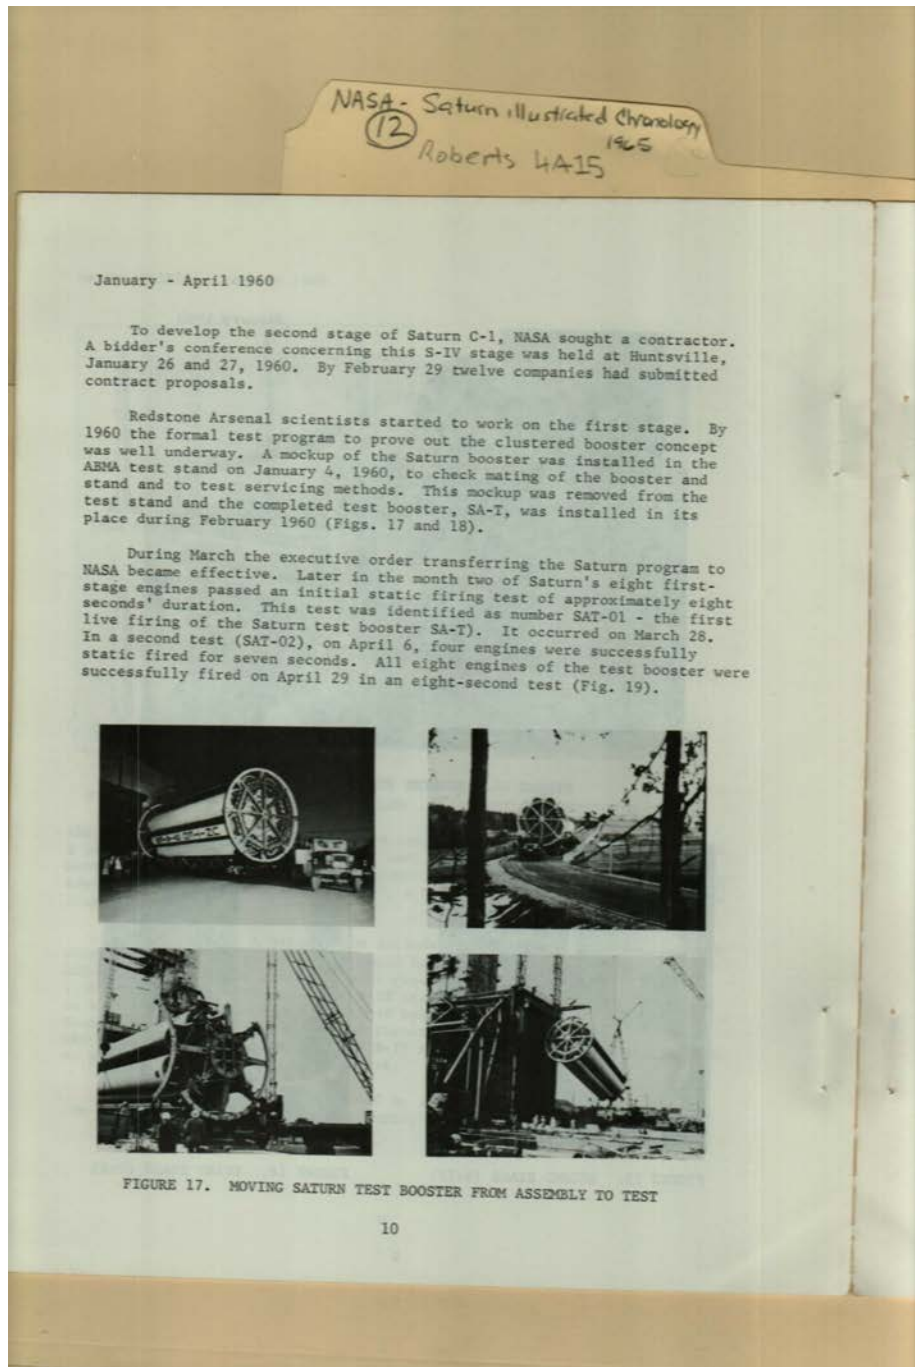 NASA - Saturn illustrated Chronology
12
1965
Roberts 4A15
January - April 1960
To develop the second stage of Saturn C-1, NASA sought a contractor.
A bidder's conference concerning this S-IV stage was held at Huntsville,
January 26 and 27, 1960. By February 29 twelve companies had submitted
contract proposals.
Redstone Arsenal scientists started to work on the first stage. By
1960 the formal test program to prove out the clustered booster concept
was well underway. A mockup of the Saturn booster was installed in the
ABMA test stand on January 4, 1960, to check mating of the booster and
stand and to test servicing methods. This mockup was removed from the
test stand and the completed test booster, SA-T, was installed in its
place during February 1960 (Figs. 17 and 18).
During March the executive order transferring the Saturn program to
NASA became effective. Later in the month two of Saturn's eight first-
stage engines passed an initial static firing test of approximately eight
seconds' duration. This test was identified as number SAT-01 - the first
live firing of the Saturn test booster SA-T). It occurred on March 28.
In a second test (SAT-02), on April 6, four engines were successfully
static fired for seven seconds. All eight engines of the test booster were
successfully fired on April 29 in an eight-second test (Fig. 19).
FIGURE 17. MOVING SATURN TEST BOOSTER FROM ASSEMBLY TO TEST
10